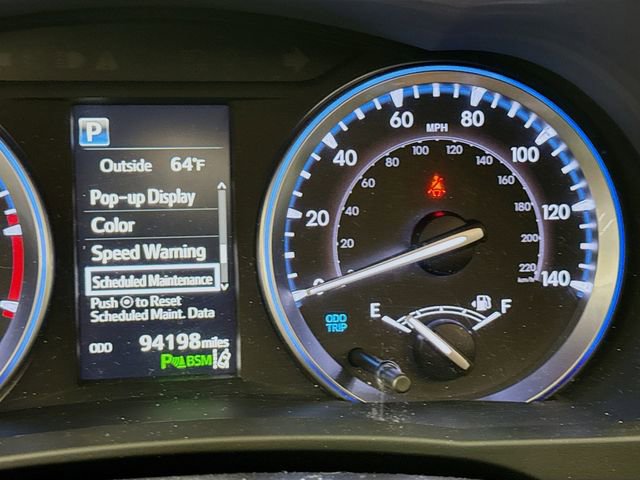 P
Outside 64°F
Pop-up Display
Color
Speed Warning
Scheduled Maintenance
Push ⊙ to Reset
Scheduled Maint. Data
ODO 94198 miles
P BSM
MPH
0 20 40 60 80 100 120 140
20 40 60 80 100 120 140 160 180 200 220
km/h
ODO
TRIP
E F